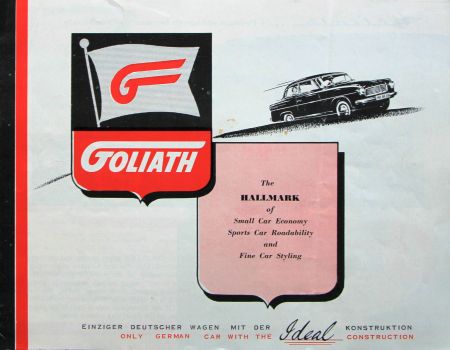 GOLIATH
The
HALLMARK
of
Small Car Economy
Sports Car Roadability
and
Fine Car Styling
EINZIGER DEUTSCHER WAGEN MIT DER Ideal KONSTRUKTION
ONLY GERMAN CAR WITH THE CONSTRUCTION